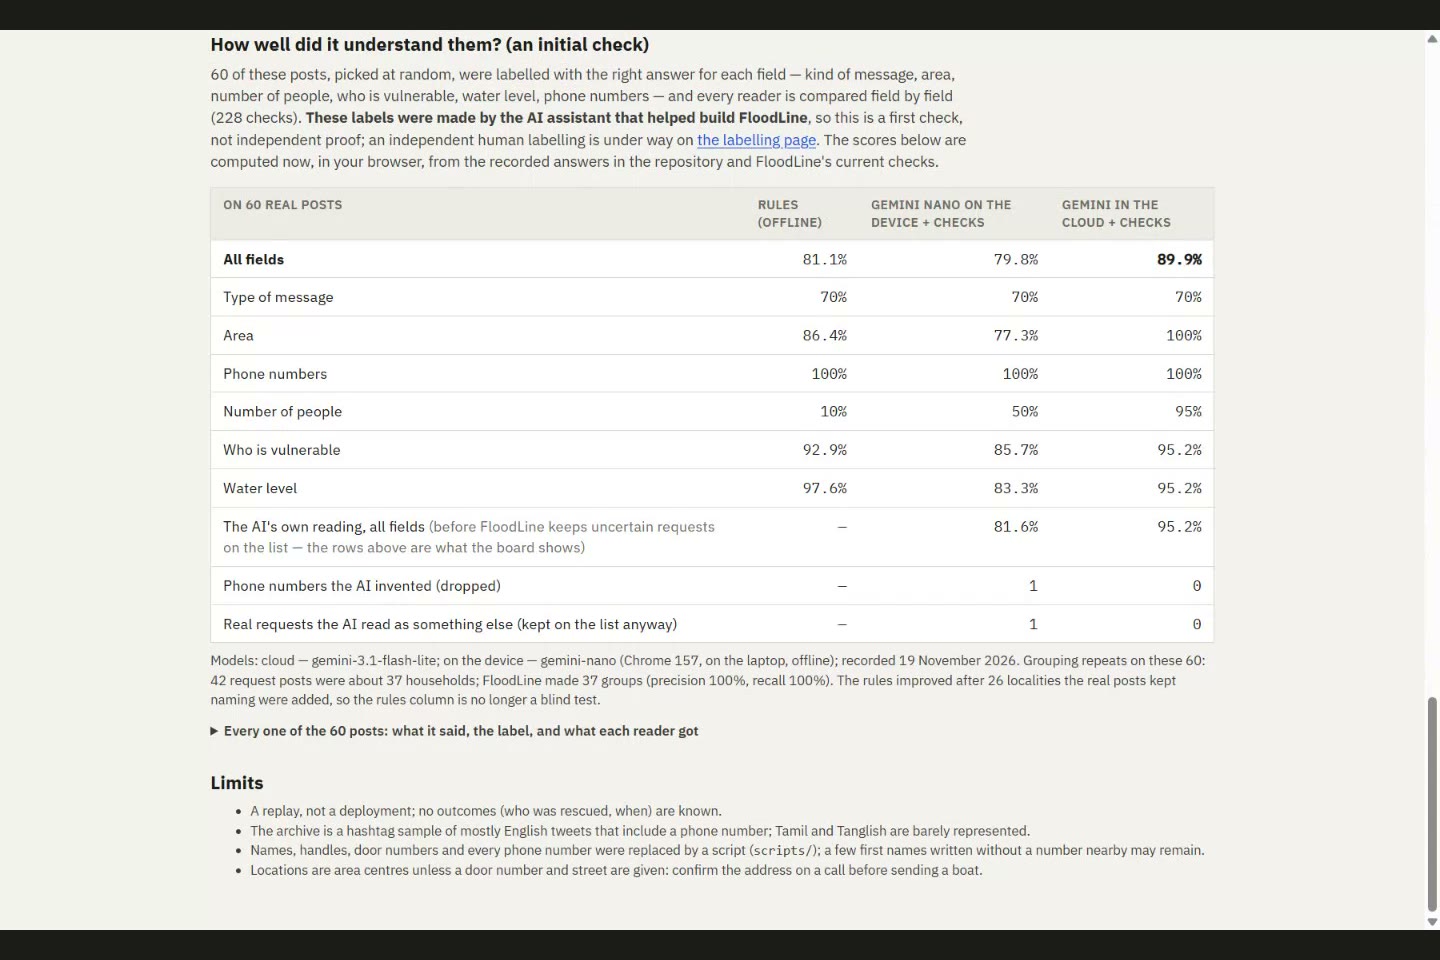 How well did it understand them? (an initial check)
60 of these posts, picked at random, were labelled with the right answer for each field — kind of message, area,
number of people, who is vulnerable, water level, phone numbers — and every reader is compared field by field
(228 checks). These labels were made by the AI assistant that helped build FloodLine, so this is a first check,
not independent proof; an independent human labelling is under way on the labelling page. The scores below are
computed now, in your browser, from the recorded answers in the repository and FloodLine's current checks.
ON 60 REAL POSTS RULES (OFFLINE) GEMINI NANO ON THE DEVICE + CHECKS GEMINI IN THE CLOUD + CHECKS
All fields 81.1% 79.8% 89.9%
Type of message 70% 70% 70%
Area 86.4% 77.3% 100%
Phone numbers 100% 100% 100%
Number of people 10% 50% 95%
Who is vulnerable 92.9% 85.7% 95.2%
Water level 97.6% 83.3% 95.2%
The AI's own reading, all fields (before FloodLine keeps uncertain requests on the list — the rows above are what the board shows) – 81.6% 95.2%
Phone numbers the AI invented (dropped) – 1 0
Real requests the AI read as something else (kept on the list anyway) – 1 0
Models: cloud — gemini-3.1-flash-lite; on the device — gemini-nano (Chrome 157, on the laptop, offline); recorded 19 November 2026. Grouping repeats on these 60:
42 request posts were about 37 households; FloodLine made 37 groups (precision 100%, recall 100%). The rules improved after 26 localities the real posts kept
naming were added, so the rules column is no longer a blind test.
▶ Every one of the 60 posts: what it said, the label, and what each reader got
Limits
• A replay, not a deployment; no outcomes (who was rescued, when) are known.
• The archive is a hashtag sample of mostly English tweets that include a phone number; Tamil and Tanglish are barely represented.
• Names, handles, door numbers and every phone number were replaced by a script (scripts/); a few first names written without a number nearby may remain.
• Locations are area centres unless a door number and street are given: confirm the address on a call before sending a boat.